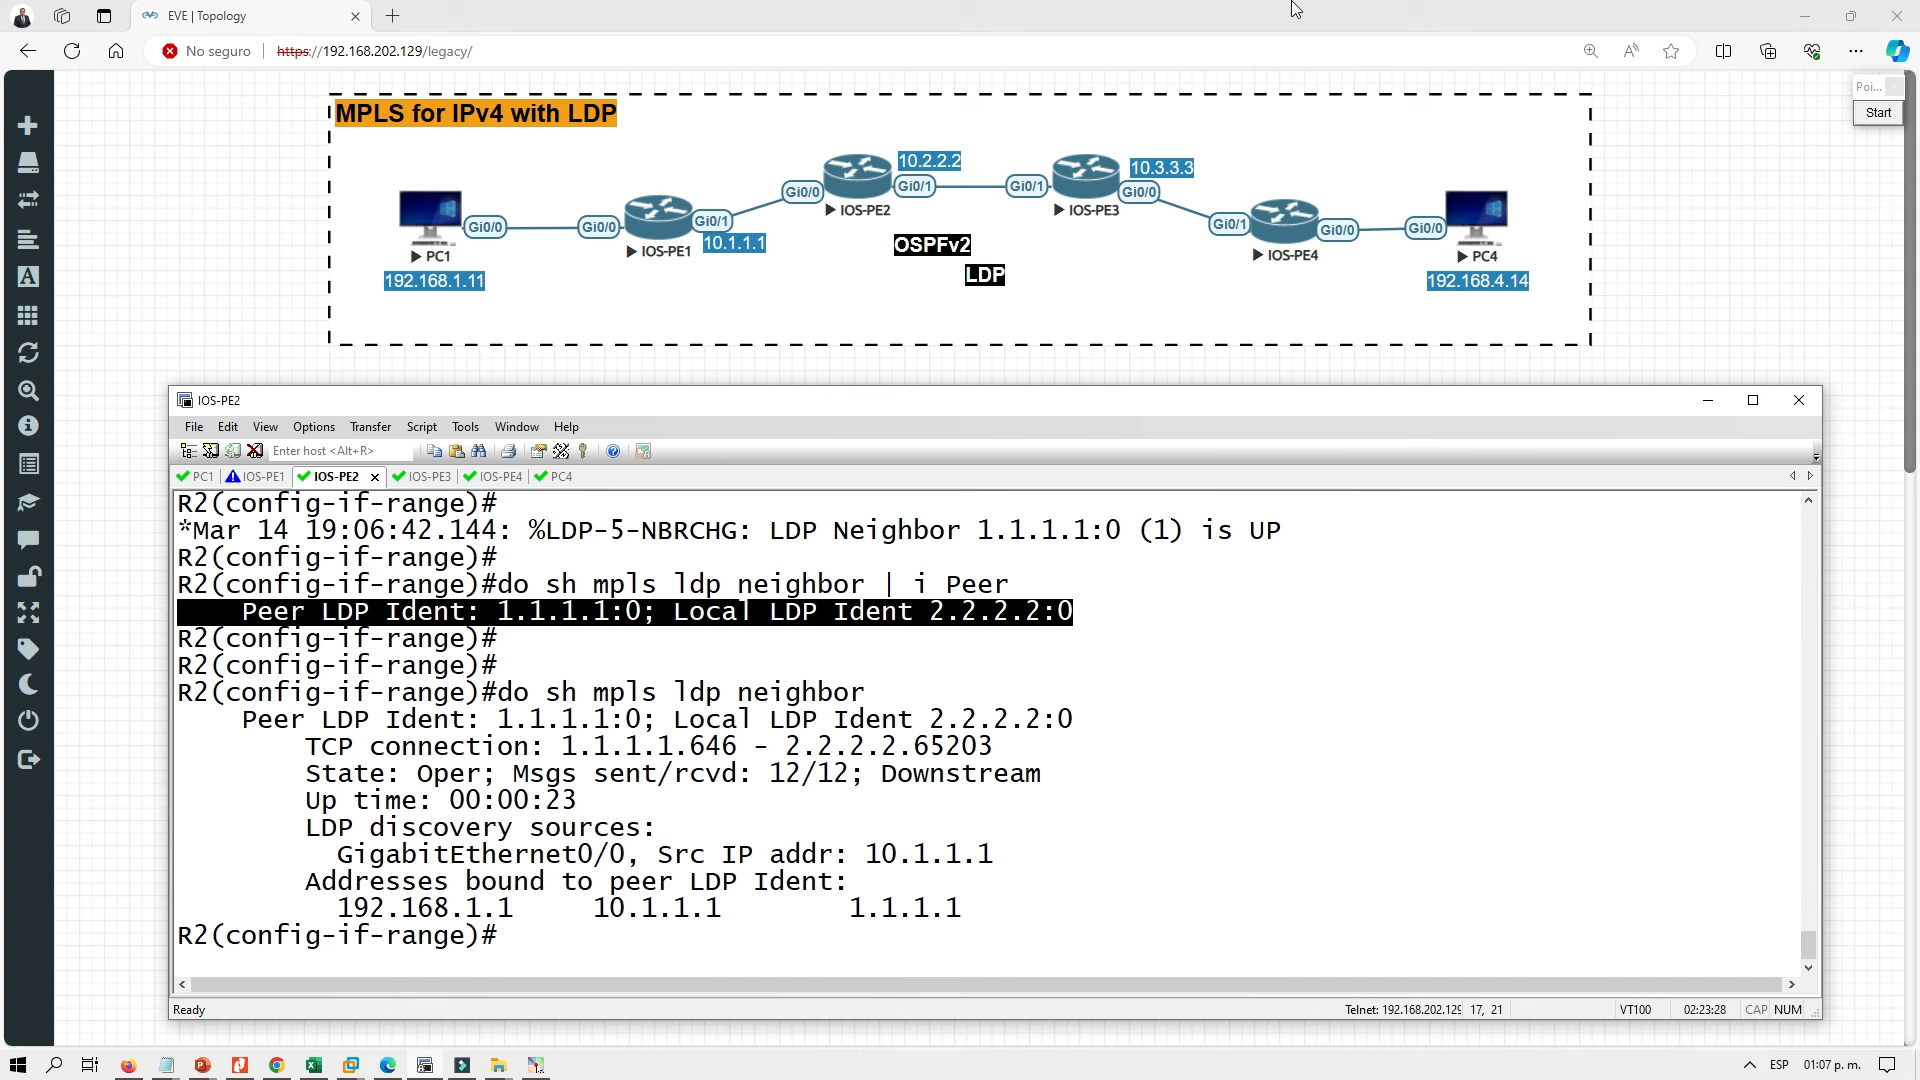 EVE | Topology
No seguro
https://192.168.202.129/legacy/
Poi...
Start
MPLS for IPv4 with LDP
10.2.2.2
10.3.3.3
Gi0/0
Gi0/1
Gi0/1
Gi0/0
IOS-PE2
IOS-PE3
Gi0/0
Gi0/0
Gi0/1
Gi0/1
Gi0/0
Gi0/0
10.1.1.1
OSPFv2
PC1
IOS-PE1
IOS-PE4
PC4
LDP
192.168.1.11
192.168.4.14
IOS-PE2
File Edit View Options Transfer Script Tools Window Help
Enter host <Alt+R>
PC1 IOS-PE1 IOS-PE2 IOS-PE3 IOS-PE4 PC4
R2(config-if-range)#
*Mar 14 19:06:42.144: %LDP-5-NBRCHG: LDP Neighbor 1.1.1.1:0 (1) is UP
R2(config-if-range)#
R2(config-if-range)#do sh mpls ldp neighbor | i Peer
Peer LDP Ident: 1.1.1.1:0; Local LDP Ident 2.2.2.2:0
R2(config-if-range)#
R2(config-if-range)#
R2(config-if-range)#do sh mpls ldp neighbor
Peer LDP Ident: 1.1.1.1:0; Local LDP Ident 2.2.2.2:0
TCP connection: 1.1.1.1.646 - 2.2.2.2.65203
State: Oper; Msgs sent/rcvd: 12/12; Downstream
Up time: 00:00:23
LDP discovery sources:
GigabitEthernet0/0, Src IP addr: 10.1.1.1
Addresses bound to peer LDP Ident:
192.168.1.1 10.1.1.1 1.1.1.1
R2(config-if-range)#
Ready
Telnet: 192.168.202.129 17, 21 VT100 02:23:28 CAP NUM
ESP 01:07 p. m.